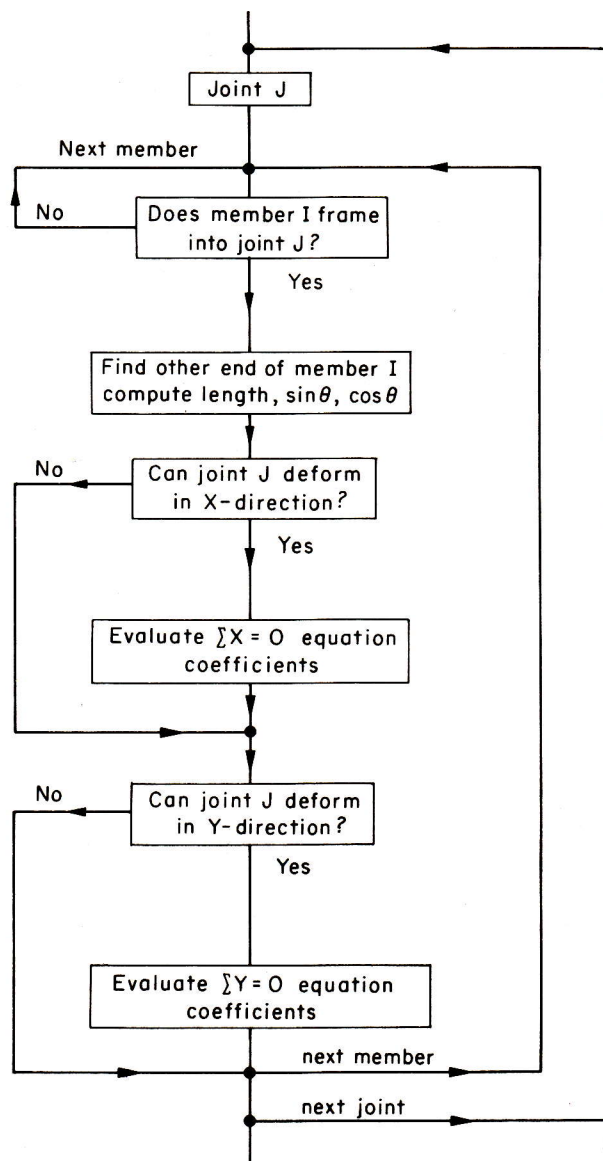 Joint J
Next member
No
Does member I frame
into joint J?
Yes
Find other end of member I
compute length, sinθ, cosθ
No
Can joint J deform
in X-direction?
Yes
Evaluate ∑X = O equation
coefficients
No
Can joint J deform
in Y-direction?
Yes
Evaluate ∑Y=O equation
coefficients
next member
next joint